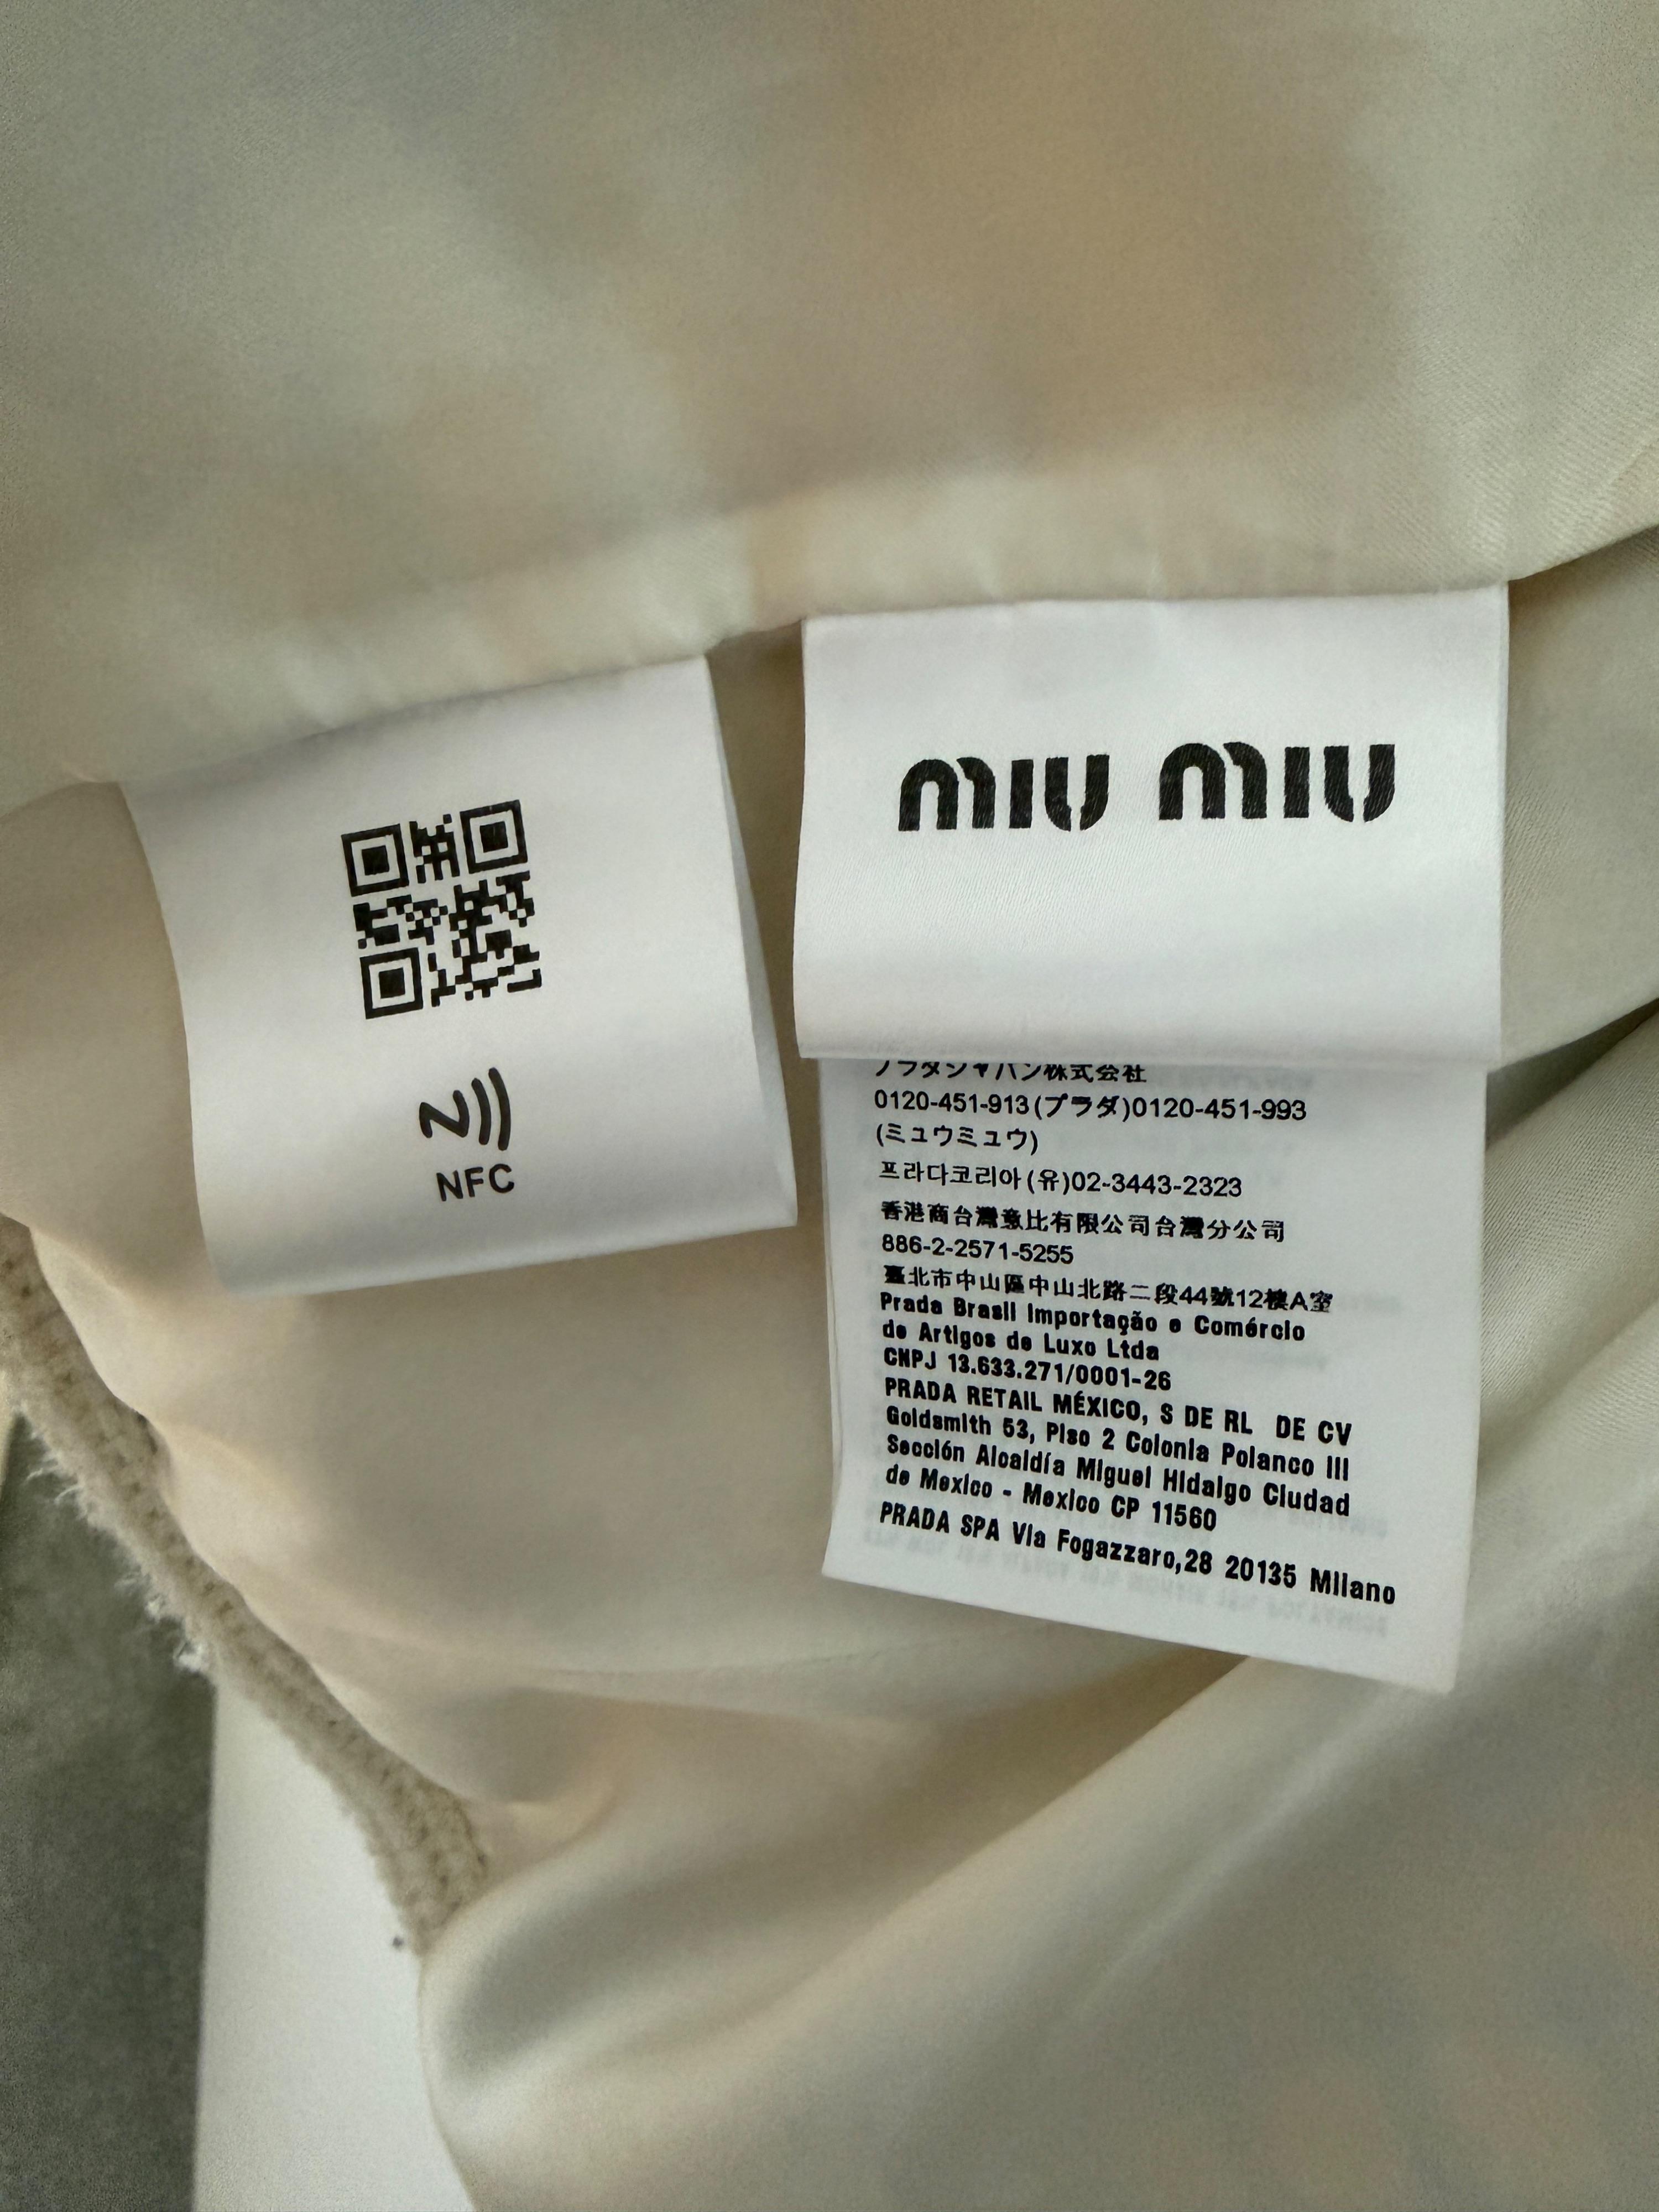 NFC
MIU MIU
プラダジャパン株式会社
0120-451-913(プラダ)0120-451-993
(ミュウミュウ)
프라다코리아(유)02-3443-2323
香港商台灣意比有限公司台灣分公司
886-2-2571-5255
臺北市中山區中山北路二段44號12樓A室
Prada Brasil Importação e Comércio
de Artigos de Luxo Ltda
CNPJ 13.633.271/0001-26
PRADA RETAIL MÉXICO, S DE RL DE CV
Goldsmith 53, Piso 2 Colonia Polanco III
Sección Alcaldía Miguel Hidalgo Ciudad
de Mexico - Mexico CP 11560
PRADA SPA Via Fogazzaro,28 20135 Milano